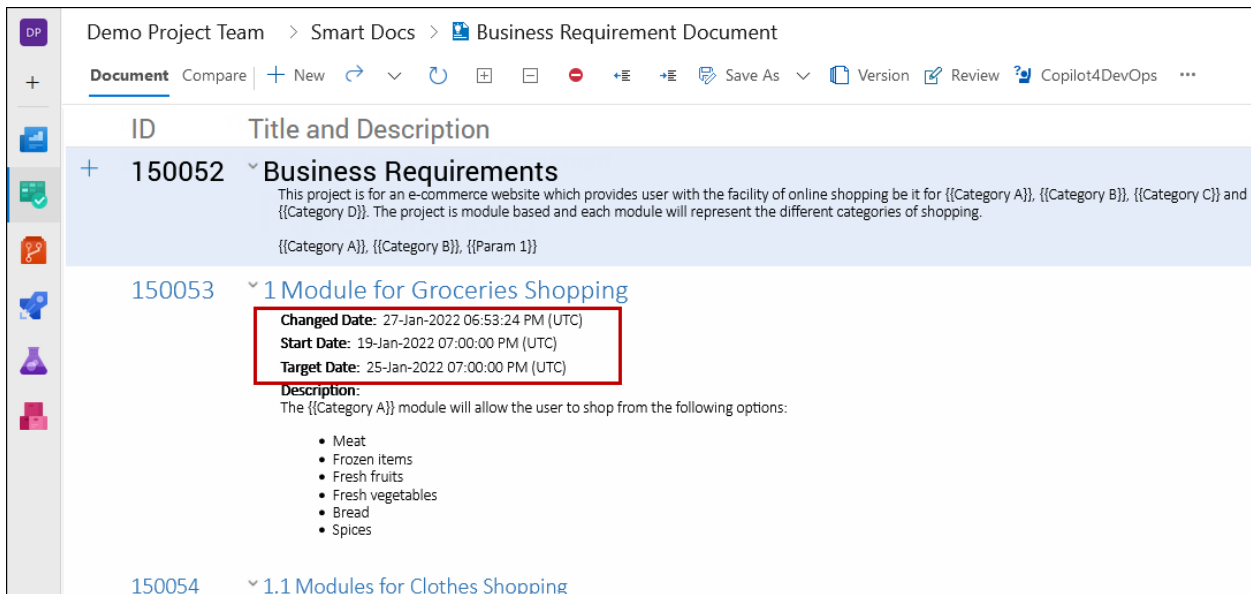 DP
Demo Project Team > Smart Docs > Business Requirement Document
Document Compare + New Save As Version Review Copilot4DevOps ...
ID Title and Description
150052 Business Requirements
This project is for an e-commerce website which provides user with the facility of online shopping be it for {{Category A}}, {{Category B}}, {{Category C}} and
{{Category D}}. The project is module based and each module will represent the different categories of shopping.
{{Category A}}, {{Category B}}, {{Param 1}}
150053 1 Module for Groceries Shopping
Changed Date: 27-Jan-2022 06:53:24 PM (UTC)
Start Date: 19-Jan-2022 07:00:00 PM (UTC)
Target Date: 25-Jan-2022 07:00:00 PM (UTC)
Description:
The {{Category A}} module will allow the user to shop from the following options:
• Meat
• Frozen items
• Fresh fruits
• Fresh vegetables
• Bread
• Spices
150054 1.1 Modules for Clothes Shopping